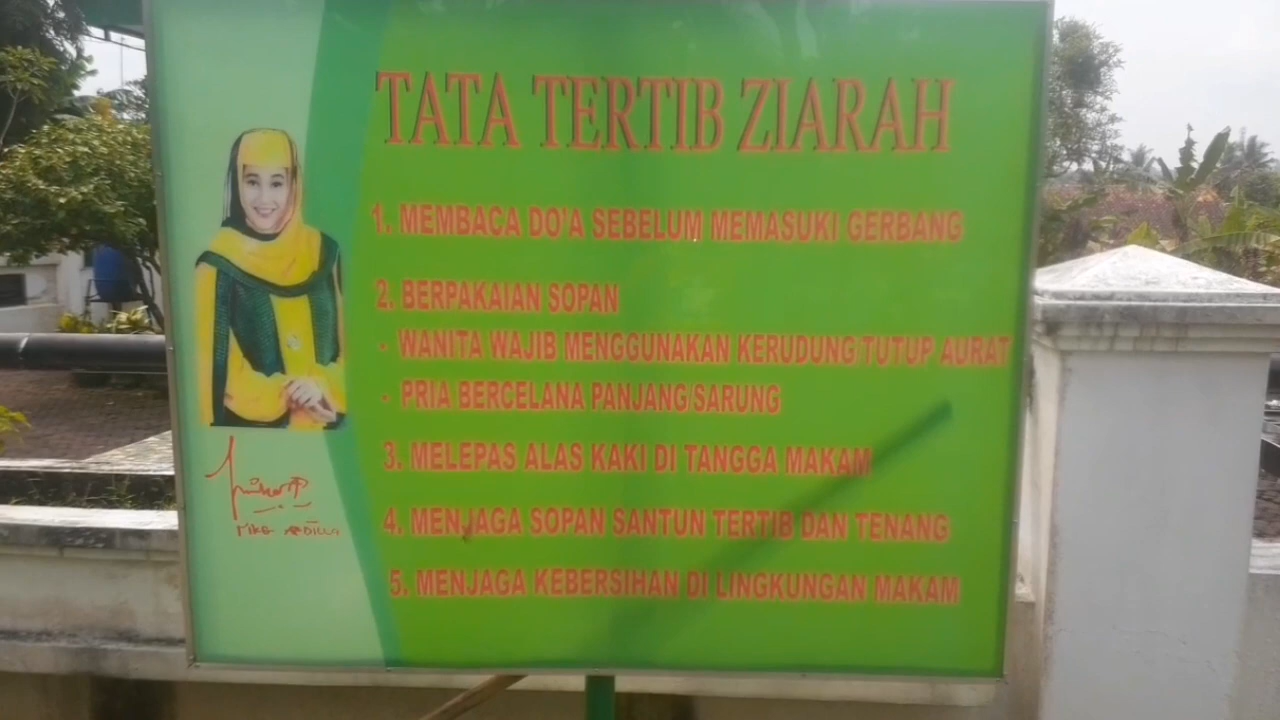 TATA TERTIB ZIARAH
1. MEMBACA DO'A SEBELUM MEMASUKI GERBANG
2. BERPAKAIAN SOPAN
- WANITA WAJIB MENGGUNAKAN KERUDUNG/TUTUP AURAT
- PRIA BERCELANA PANJANG/SARUNG
3. MELEPAS ALAS KAKI DI TANGGA MAKAM
4. MENJAGA SOPAN SANTUN TERTIB DAN TENANG
5. MENJAGA KEBERSIHAN DI LINGKUNGAN MAKAM